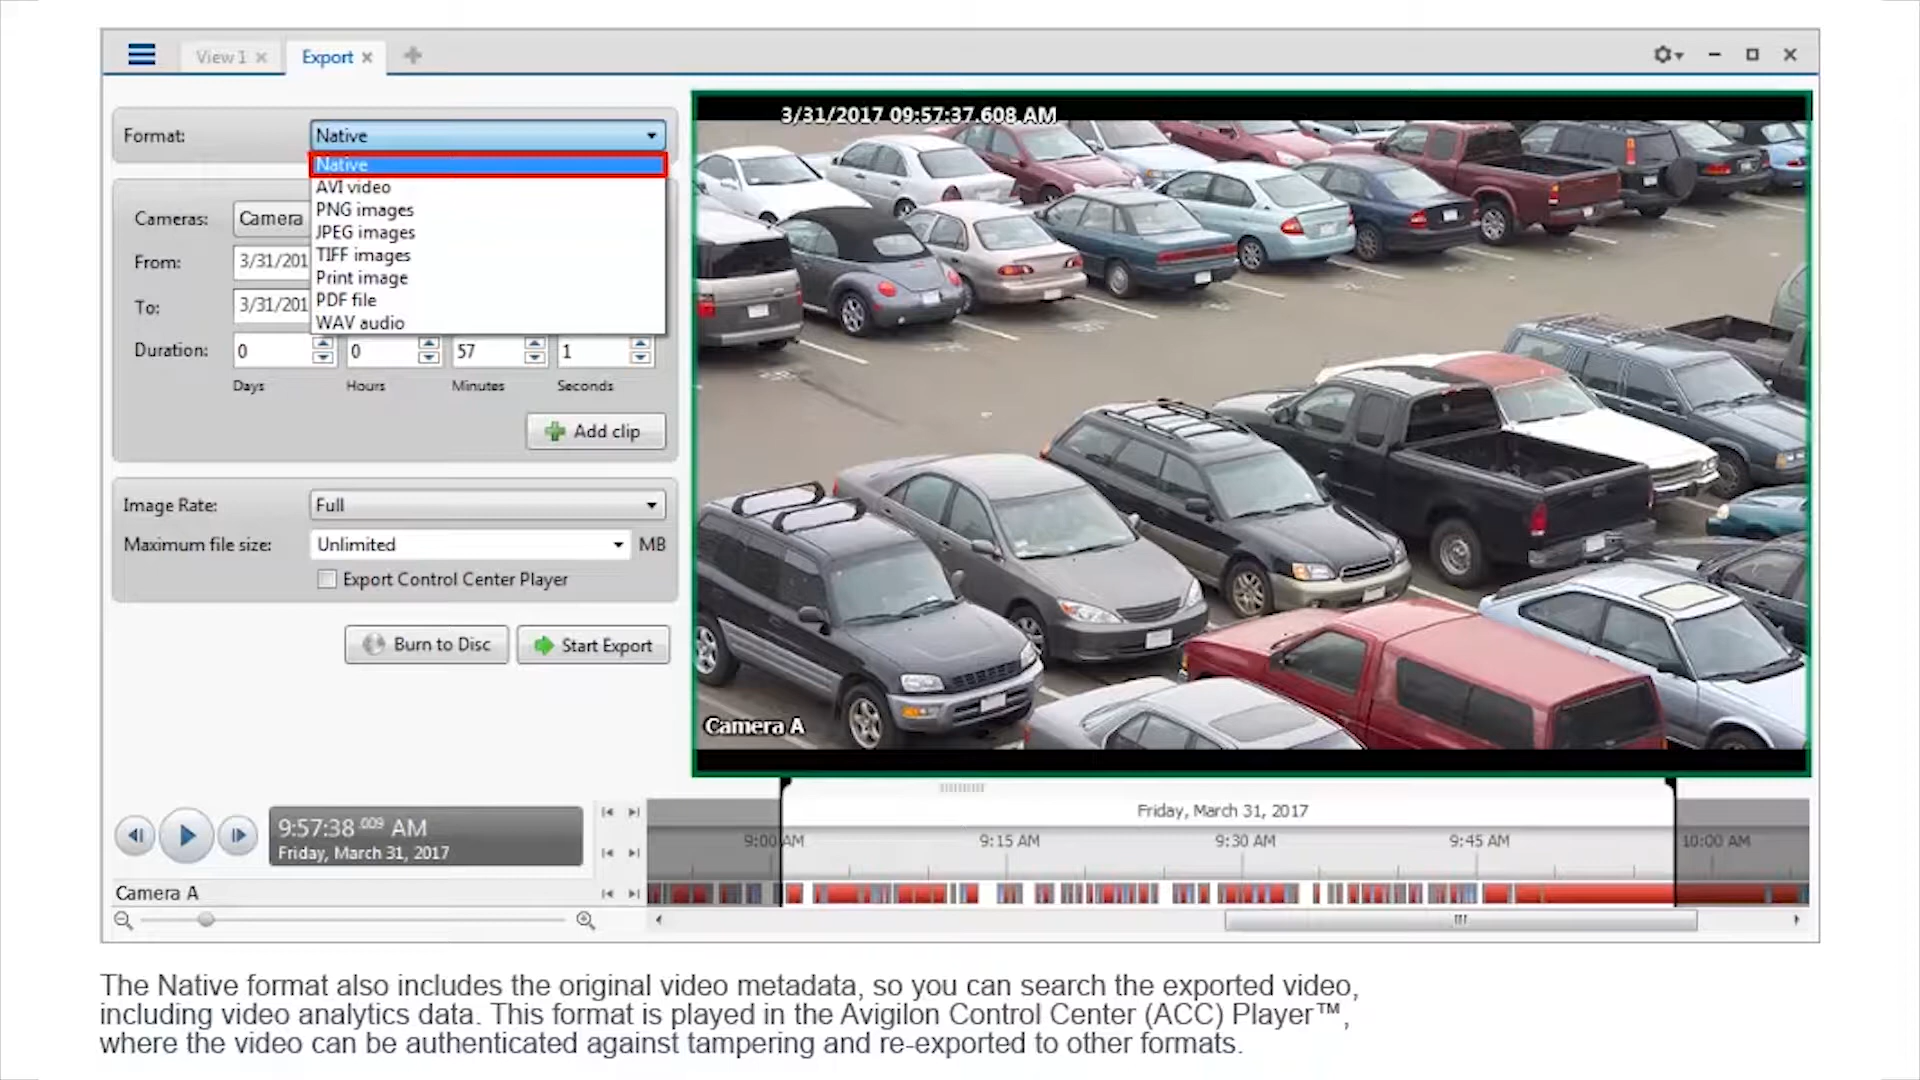 View 1
Export
Format:
Native
Native
AVI video
PNG images
JPEG images
TIFF images
Print image
PDF file
WAV audio
Cameras:
Camera
From:
3/31/201
To:
3/31/201
Duration:
0
0
57
1
Days
Hours
Minutes
Seconds
Add clip
Image Rate:
Full
Maximum file size:
Unlimited
MB
Export Control Center Player
Burn to Disc
Start Export
3/31/2017 09:57:37.608 AM
Camera A
9:57:38.009 AM
Friday, March 31, 2017
Friday, March 31, 2017
9:00 AM
9:15 AM
9:30 AM
9:45 AM
10:00 AM
Camera A
The Native format also includes the original video metadata, so you can search the exported video,
including video analytics data. This format is played in the Avigilon Control Center (ACC) Player™,
where the video can be authenticated against tampering and re-exported to other formats.